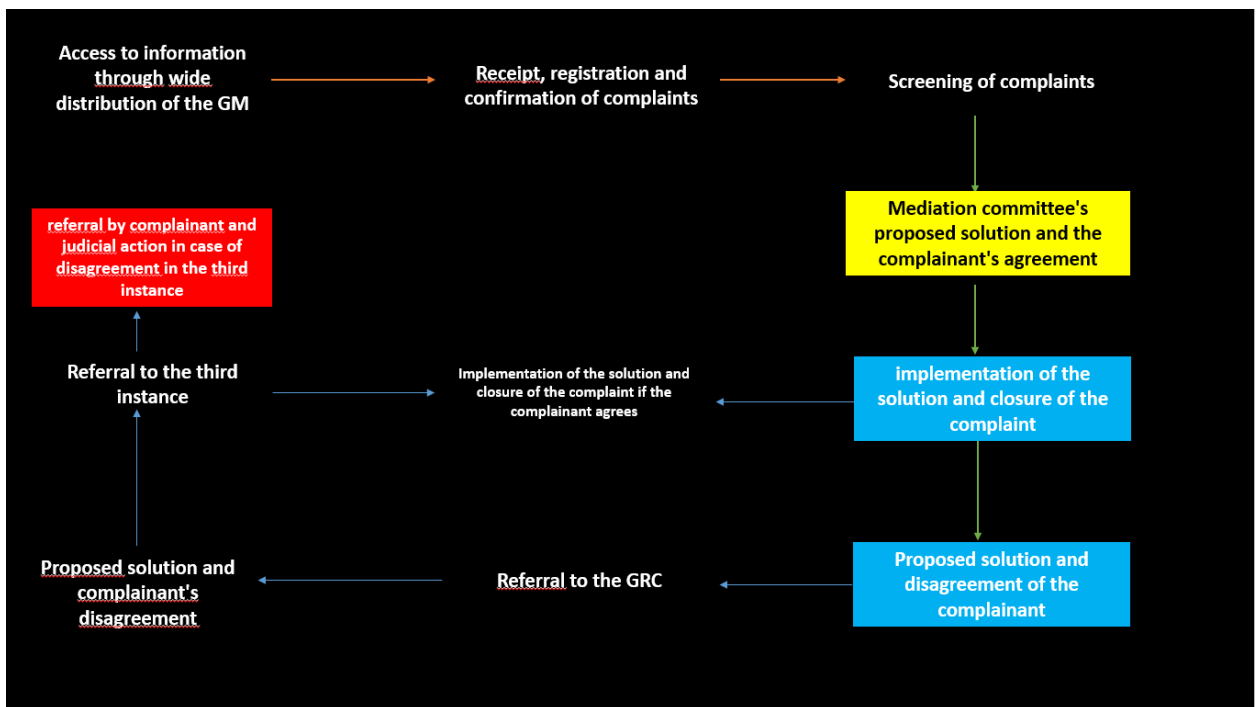 Access to information
through wide
distribution of the GM
Receipt, registration and
confirmation of complaints
Screening of complaints
Mediation committee's
proposed solution and the
complainant's agreement
referral by complainant and
judicial action in case of
disagreement in the third
instance
Referral to the third
instance
Implementation of the solution and
closure of the complaint if the
complainant agrees
implementation of the
solution and closure of the
complaint
Proposed solution and
complainant's
disagreement
Referral to the GRC
Proposed solution and
disagreement of the
complainant